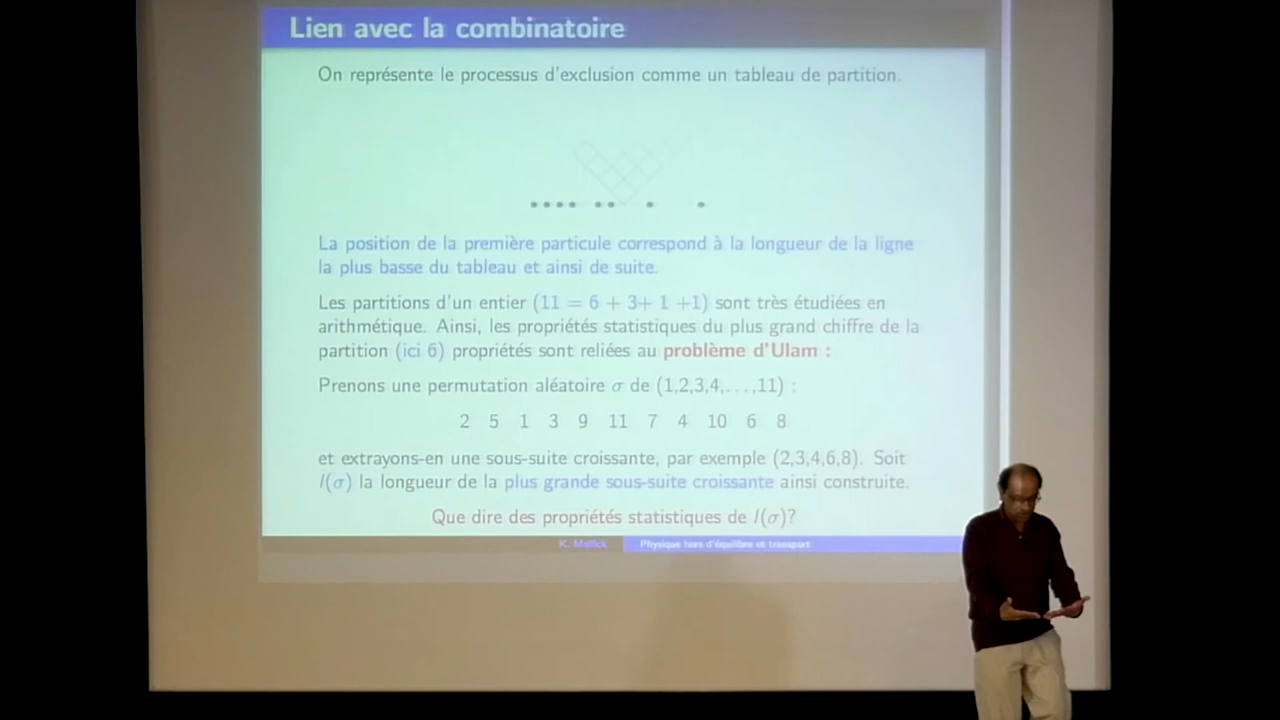 Lien avec la combinatoire
On représente le processus d'exclusion comme un tableau de partition.
La position de la première particule correspond à la longueur de la ligne
la plus basse du tableau et ainsi de suite.
Les partitions d'un entier (11 = 6 + 3+ 1 +1) sont très étudiées en
arithmétique. Ainsi, les propriétés statistiques du plus grand chiffre de la
partition (ici 6) propriétés sont reliées au problème d'Ulam :
Prenons une permutation aléatoire σ de (1,2,3,4,...,11) :
2 5 1 3 9 11 7 4 10 6 8
et extrayons-en une sous-suite croissante, par exemple (2,3,4,6,8). Soit
l(σ) la longueur de la plus grande sous-suite croissante ainsi construite.
Que dire des propriétés statistiques de l(σ)?
K. Mallick Physique hors d'équilibre et transport